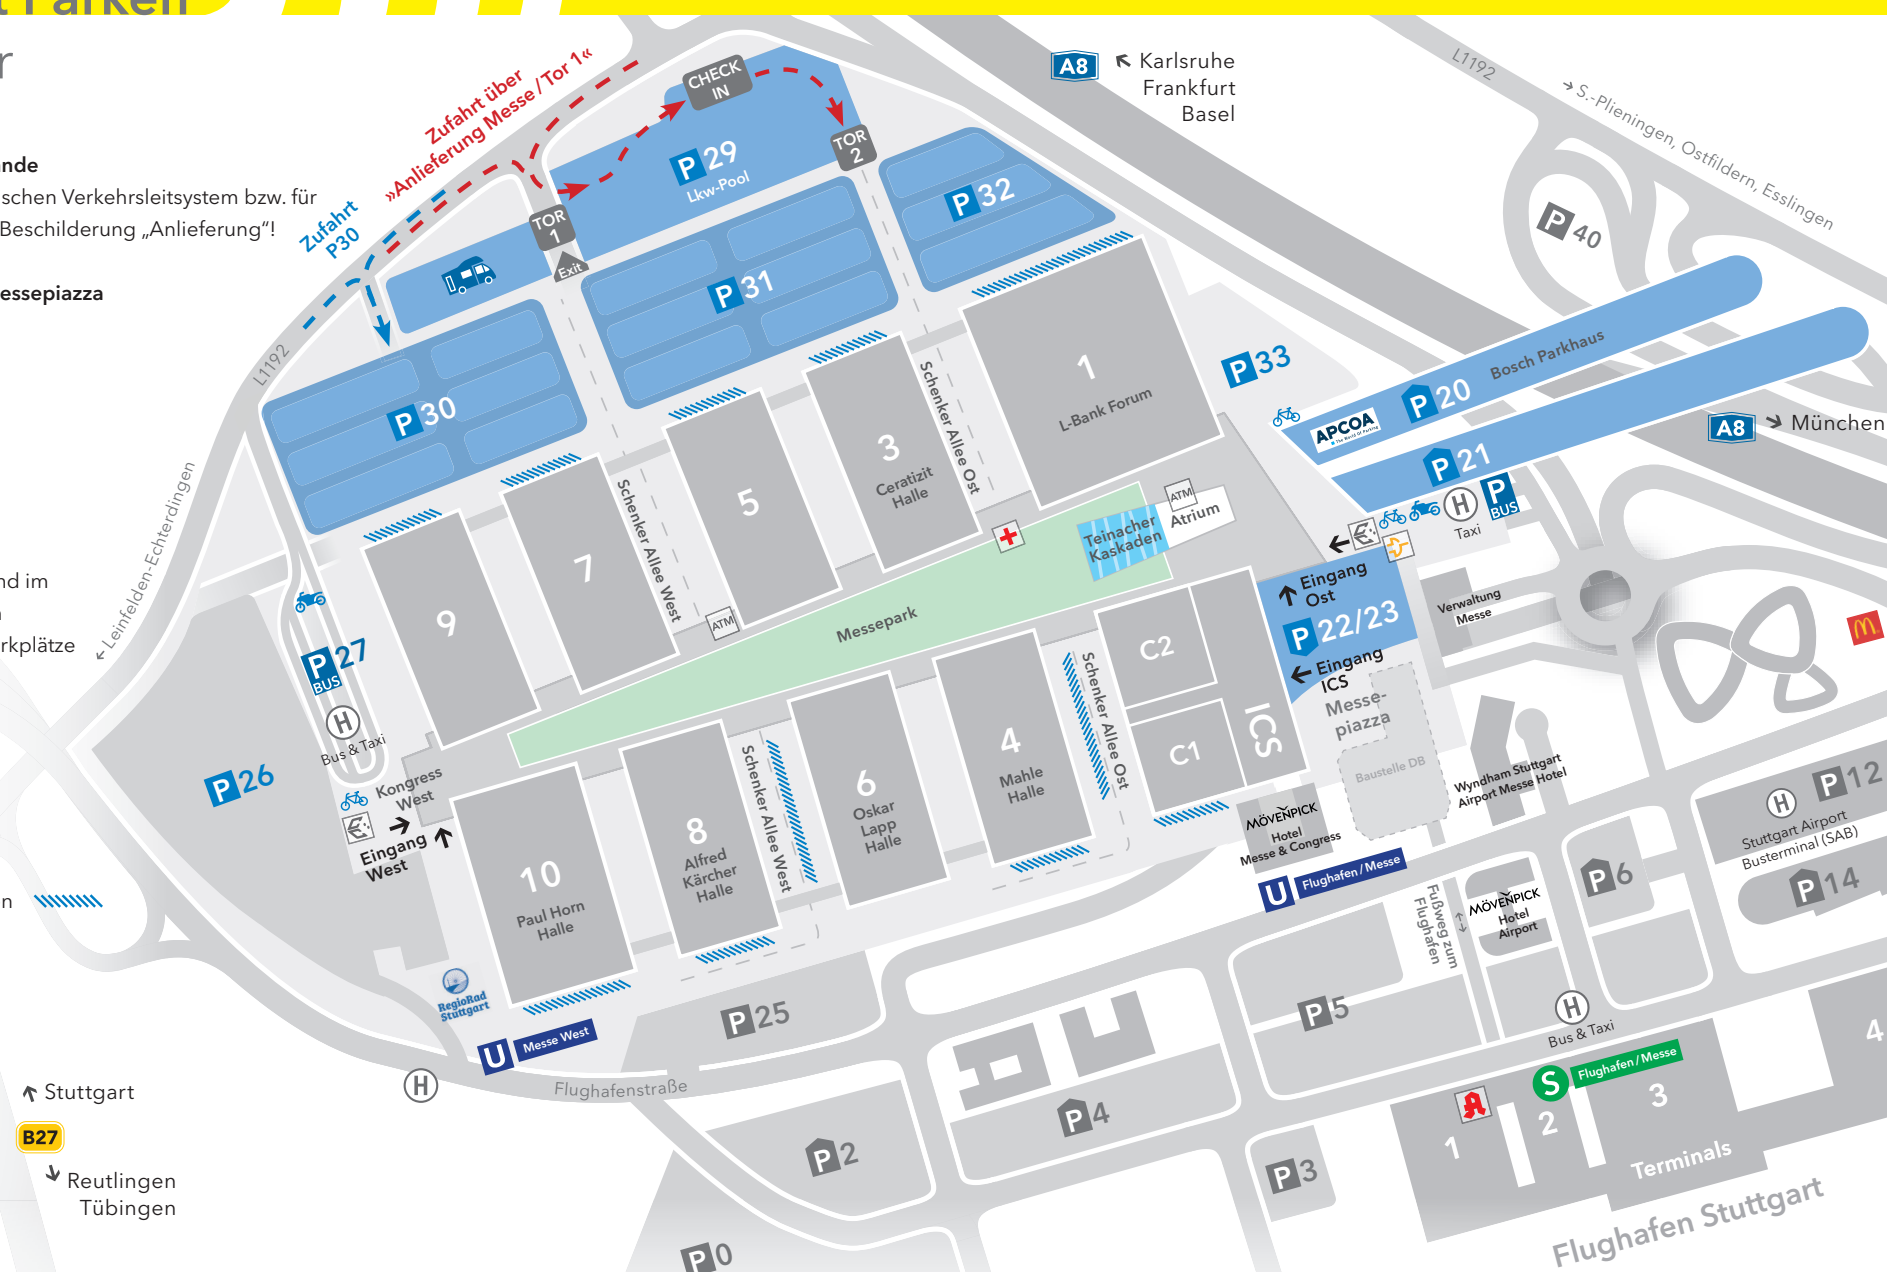 t Parken
r
ände
schen Verkehrsleitsystem bzw. für
Beschilderung „Anlieferung“!
essepiazza
nd im
rkplätze
n
Zufahrt über
»Anlieferung Messe / Tor 1«
Zufahrt
P30
CHECK
IN
TOR
1
TOR
2
Exit
P 29
Lkw-Pool
P 32
P 31
P 30
L1192
← Leinfelden-Echterdingen
A8
Karlsruhe
Frankfurt
Basel
L1192
→ S.-Plieningen, Ostfildern, Esslingen
P 40
Bosch Parkhaus
P 20
APCOA
P 21
P 33
A8
München
1
L-Bank Forum
3
Ceratizit
Halle
5
7
9
Schenker Allee Ost
Schenker Allee West
ATM
ATM
Atrium
Teinacher
Kaskaden
Messepark
H
Taxi
P
BUS
Eingang
Ost
P 22/23
Eingang
ICS
Verwaltung
Messe
Messe-
piazza
Baustelle DB
C2
C1
ICS
Schenker Allee Ost
4
Mahle
Halle
6
Oskar
Lapp
Halle
Schenker Allee West
8
Alfred
Kärcher
Halle
10
Paul Horn
Halle
P 27
BUS
H
Bus & Taxi
P 26
Kongress
West
Eingang
West
RegioRad
Stuttgart
U Messe West
H
Flughafenstraße
P 25
MÖVENPICK
Hotel
Messe & Congress
U Flughafen / Messe
Wyndham Stuttgart
Airport Messe Hotel
H
P 12
Stuttgart Airport
Busterminal (SAB)
P 14
P 6
MÖVENPICK
Hotel
Airport
Fußweg zum
Flughafen
P 5
H
Bus & Taxi
S Flughafen / Messe
1
2
3
4
Terminals
Flughafen Stuttgart
P 4
P 3
P 2
P 0
Stuttgart
B27
Reutlingen
Tübingen